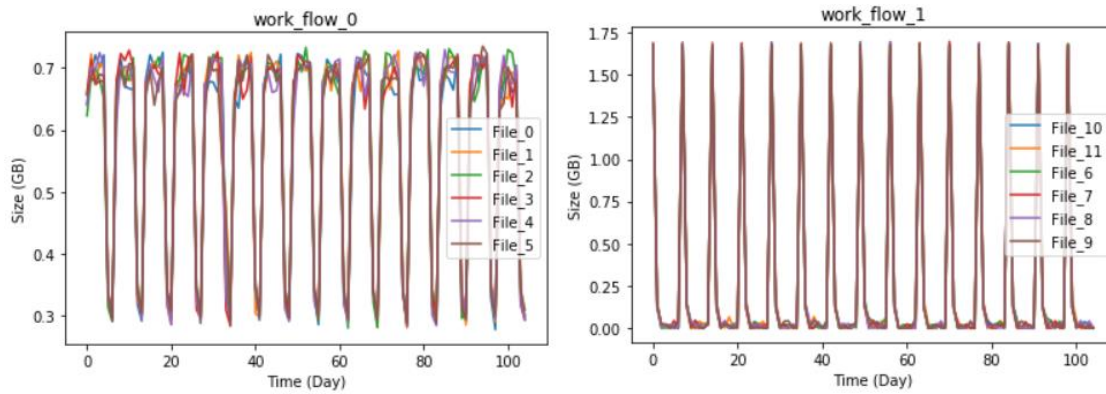 work_flow_0
0.7
0.6
0.5
0.4
0.3
Size (GB)
0 20 40 60 80 100
Time (Day)
File_0
File_1
File_2
File_3
File_4
File_5
work_flow_1
1.75
1.50
1.25
1.00
0.75
0.50
0.25
0.00
Size (GB)
0 20 40 60 80 100
Time (Day)
File_10
File_11
File_6
File_7
File_8
File_9